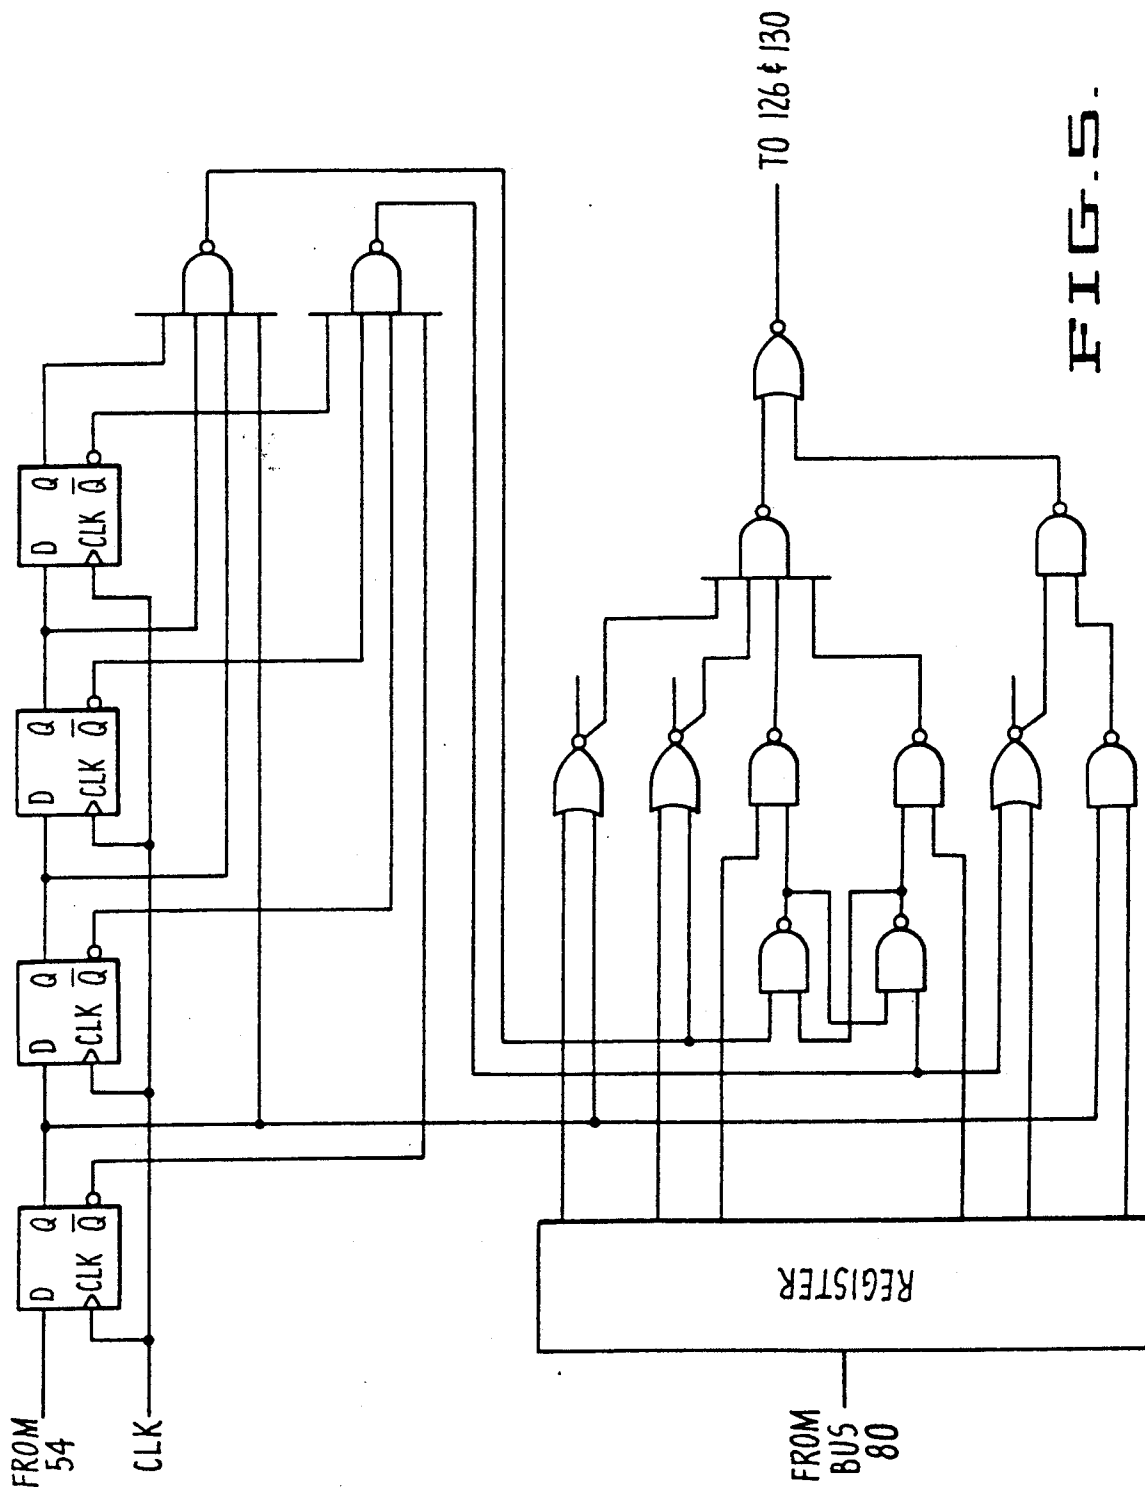 FROM
54
CLK
D Q
CLK Q̅
D Q
CLK Q̅
D Q
CLK Q̅
D Q
CLK Q̅
FROM
BUS
80
REGISTER
TO 126 & 130
FIG.5.